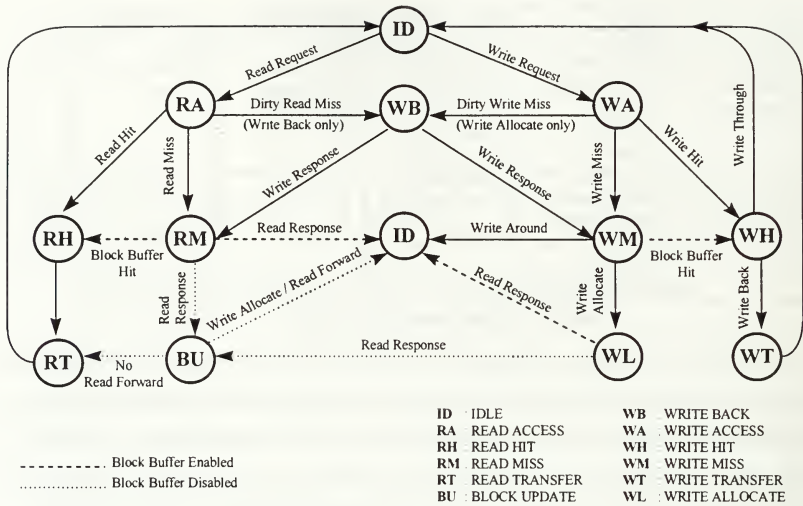 ID
Read Request
Write Request
RA
Dirty Read Miss
(Write Back only)
WB
Dirty Write Miss
(Write Allocate only)
WA
Read Hit
Read Miss
Write Response
Write Response
Write Miss
Write Hit
Write Through
RH
Block Buffer
Hit
RM
Read Response
ID
Write Around
WM
Block Buffer
Hit
WH
Read
Response
Write Allocate / Read Forward
Read Response
Write
Allocate
Write Back
RT
No
Read Forward
BU
Read Response
WL
WT
ID : IDLE
RA : READ ACCESS
RH : READ HIT
RM : READ MISS
RT : READ TRANSFER
BU : BLOCK UPDATE
WB : WRITE BACK
WA : WRITE ACCESS
WH : WRITE HIT
WM : WRITE MISS
WT : WRITE TRANSFER
WL : WRITE ALLOCATE
Block Buffer Enabled
Block Buffer Disabled